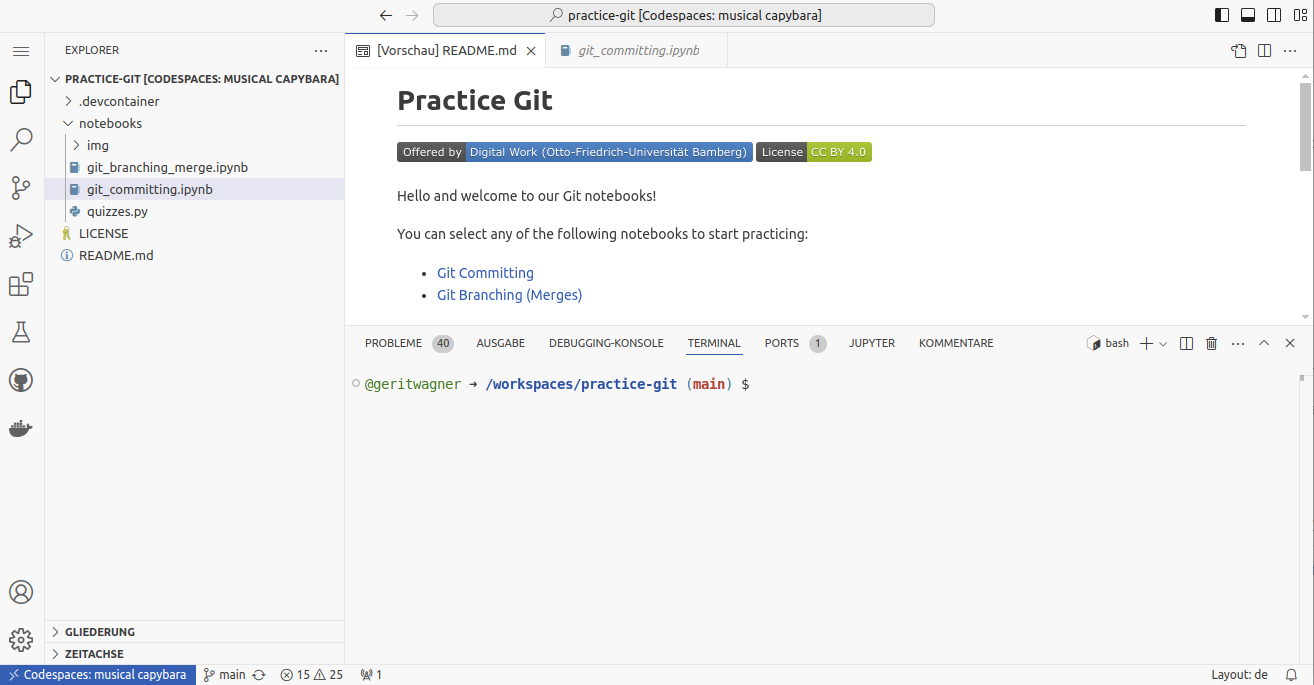 practice-git [Codespaces: musical capybara]
EXPLORER
PRACTICE-GIT [CODESPACES: MUSICAL CAPYBARA]
.devcontainer
notebooks
img
git_branching_merge.ipynb
git_committing.ipynb
quizzes.py
LICENSE
README.md
GLIEDERUNG
ZEITACHSE
[Vorschau] README.md
git_committing.ipynb
Practice Git
Offered by Digital Work (Otto-Friedrich-Universität Bamberg) License CC BY 4.0
Hello and welcome to our Git notebooks!
You can select any of the following notebooks to start practicing:
• Git Committing
• Git Branching (Merges)
PROBLEME 40 AUSGABE DEBUGGING-KONSOLE TERMINAL PORTS 1 JUPYTER KOMMENTARE bash
@geritwagner ➜ /workspaces/practice-git (main) $
Codespaces: musical capybara main 15 25 1 Layout: de